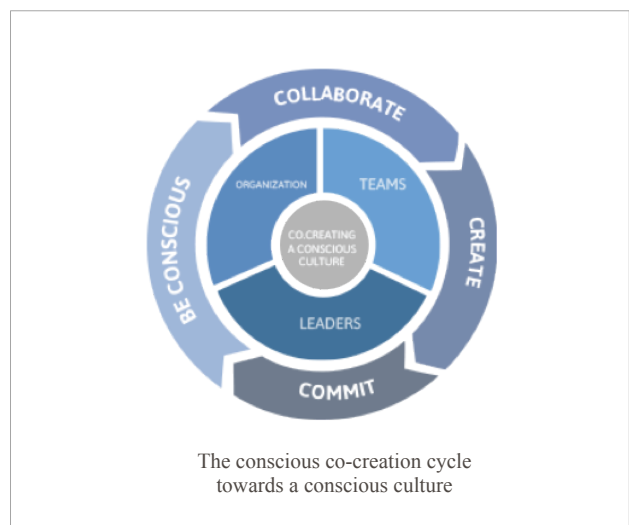 COLLABORATE
CREATE
COMMIT
BE CONSCIOUS
ORGANIZATION
TEAMS
LEADERS
CO.CREATING
A CONSCIOUS
CULTURE
The conscious co-creation cycle
towards a conscious culture